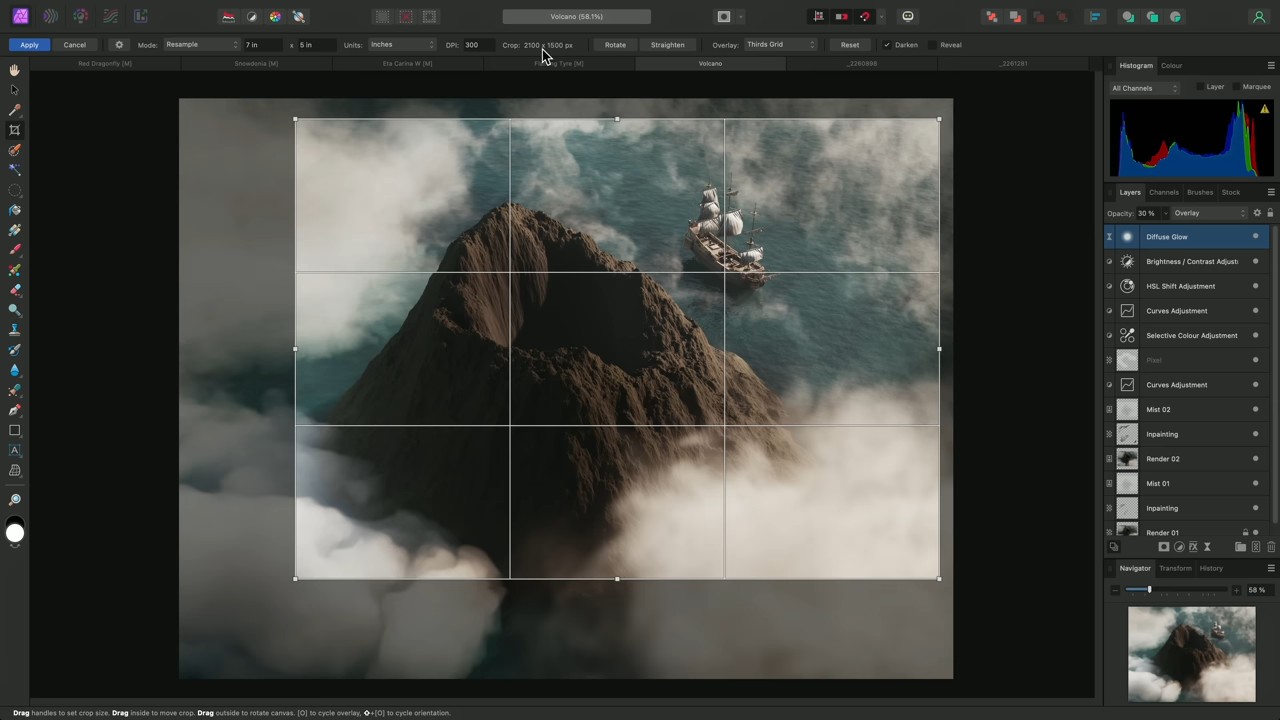 Volcano (58.1%)
Apply Cancel Mode: Resample 7 in x 5 in Units: Inches DPI: 300 Crop: 2100 x 1500 px Rotate Straighten Overlay: Thirds Grid Reset Darken Reveal
Red Dragonfly [M] Snowdonia [M] Eta Carina W [M] Tyre [M] Volcano _2260898 _2281281
Histogram Colour
All Channels Layer Marquee
Layers Channels Brushes Stock
Opacity: 30 % Overlay
Diffuse Glow
Brightness / Contrast Adjust
HSL Shift Adjustment
Curves Adjustment
Selective Colour Adjustment
Pixel
Curves Adjustment
Mist 02
Inpainting
Render 02
Mist 01
Inpainting
Render 01
Navigator Transform History
58 %
Drag handles to set crop size. Drag inside to move crop. Drag outside to rotate canvas. [O] to cycle overlay, ⇧+[O] to cycle orientation.